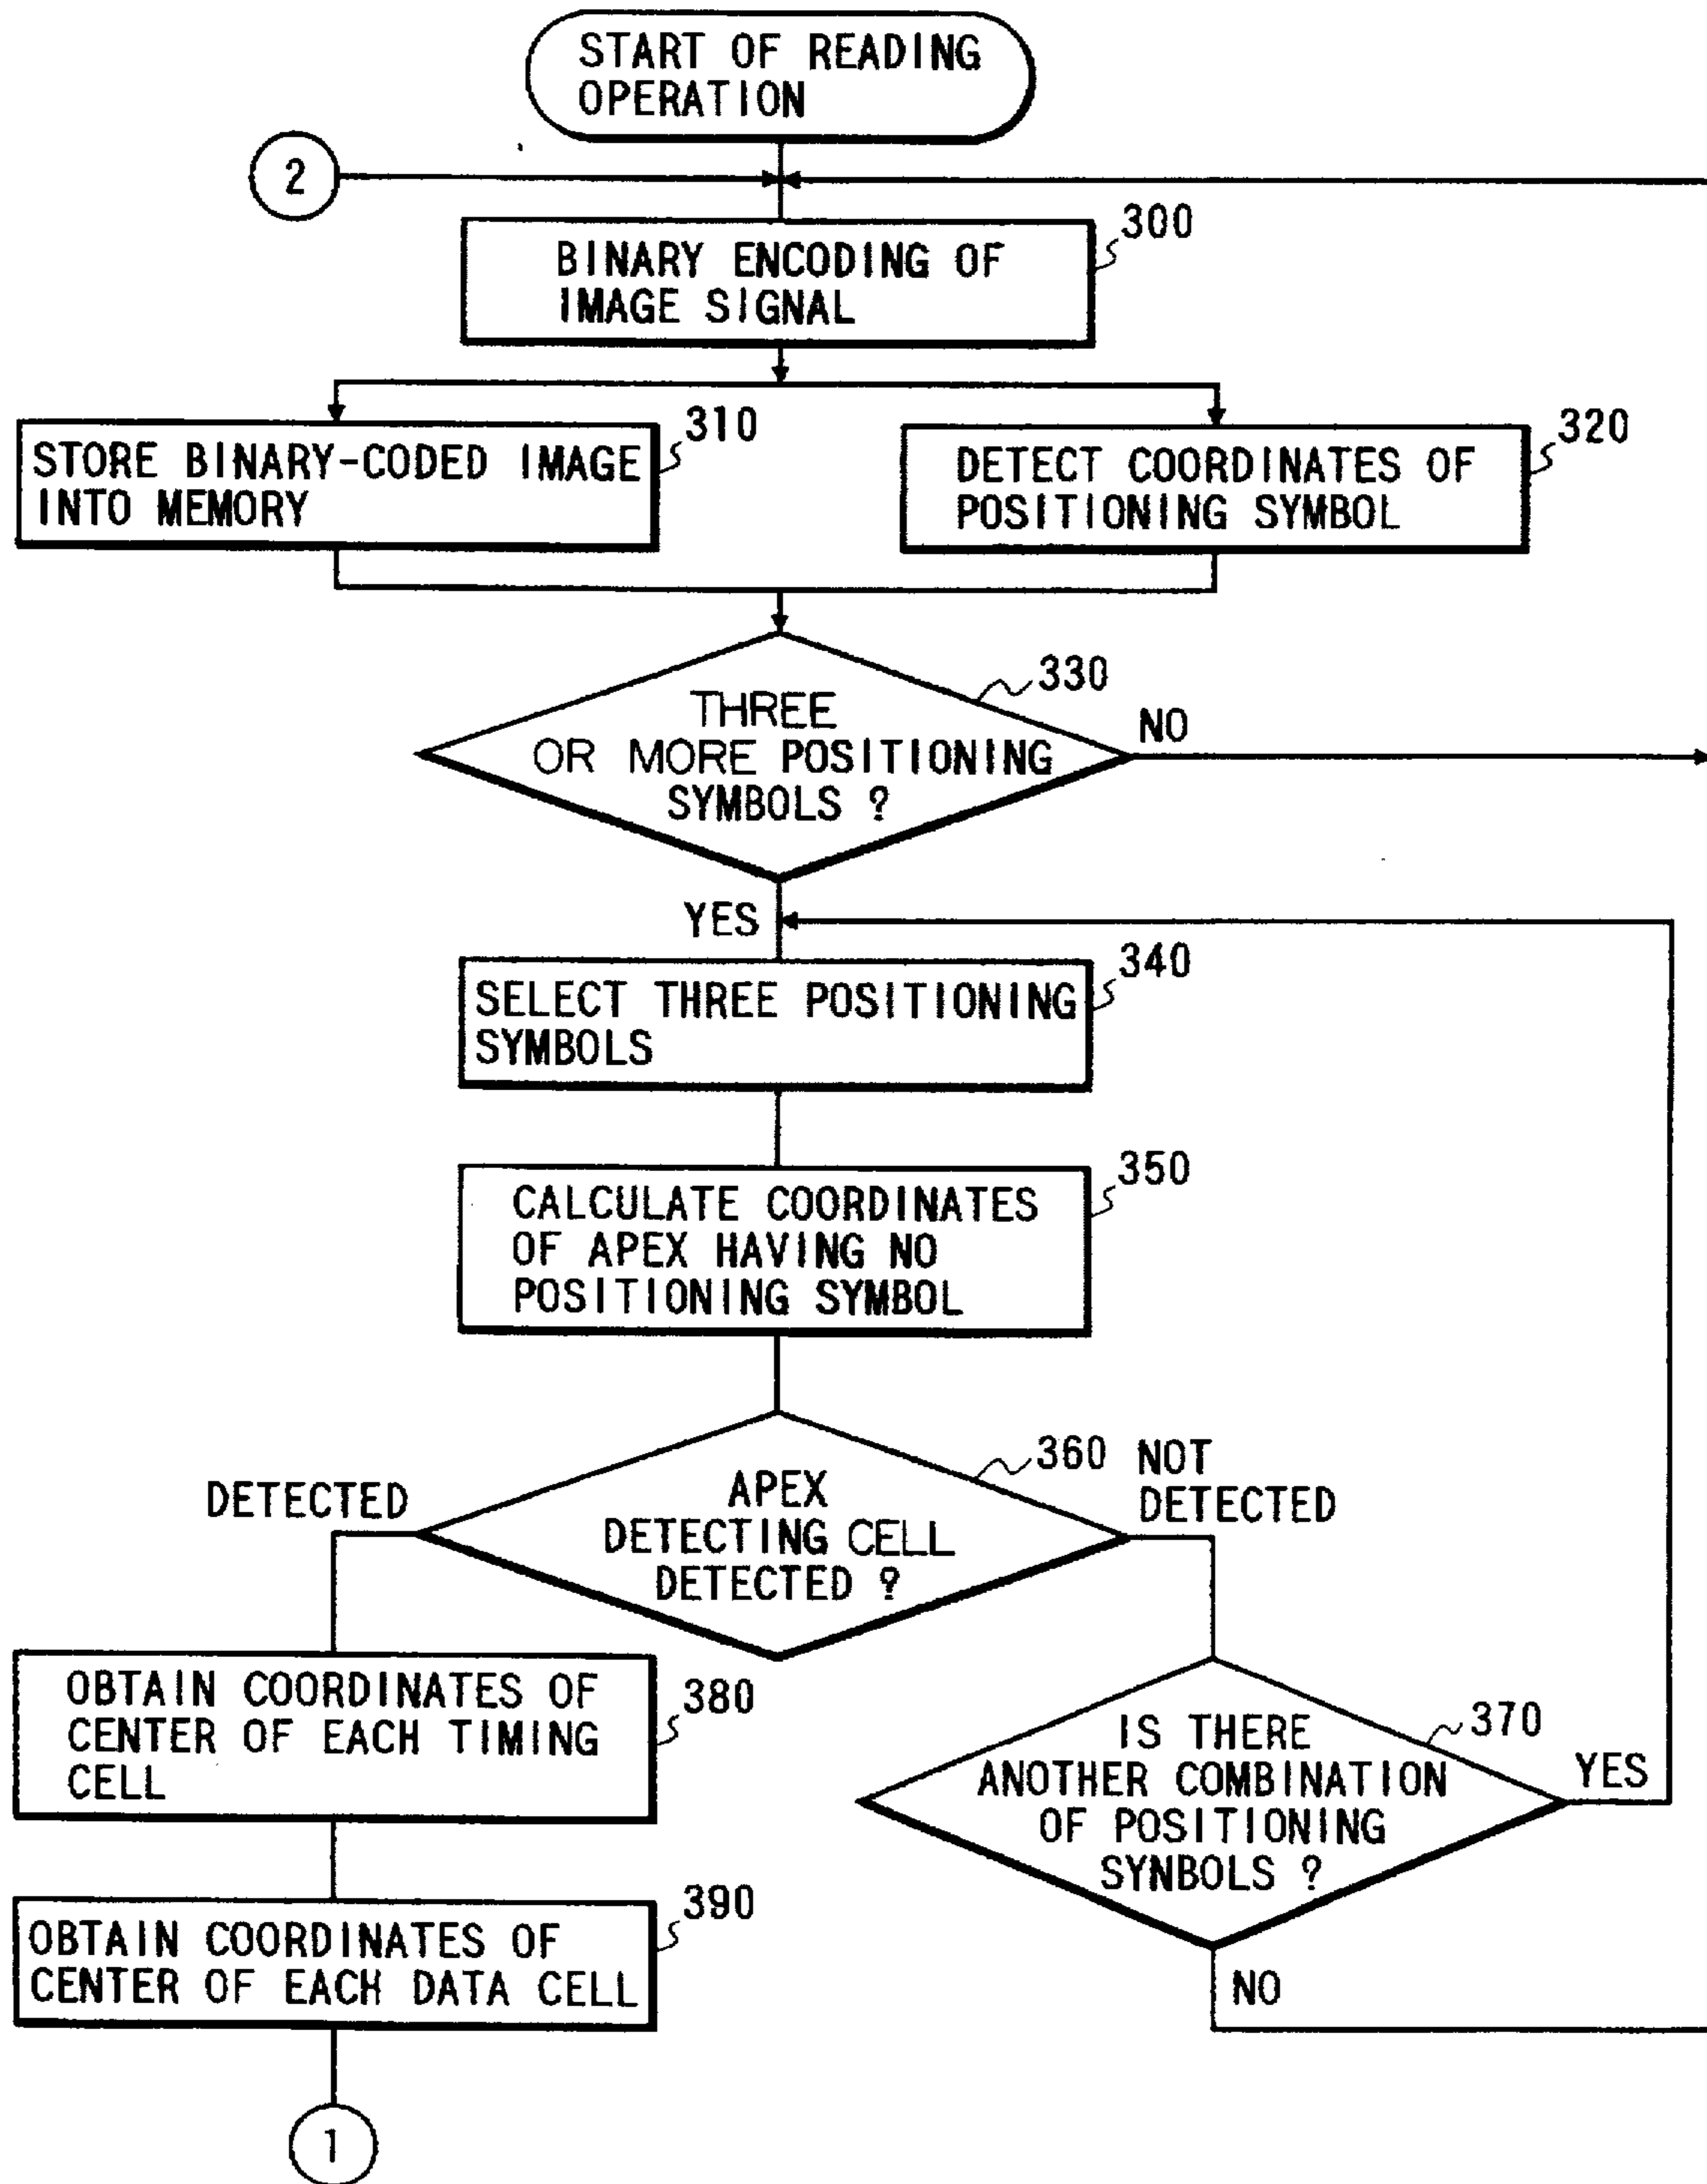 START OF READING
OPERATION
2
300
BINARY ENCODING OF
IMAGE SIGNAL
310
STORE BINARY-CODED IMAGE
INTO MEMORY
320
DETECT COORDINATES OF
POSITIONING SYMBOL
330
THREE
OR MORE POSITIONING
SYMBOLS ?
NO
YES
340
SELECT THREE POSITIONING
SYMBOLS
350
CALCULATE COORDINATES
OF APEX HAVING NO
POSITIONING SYMBOL
360
APEX
DETECTING CELL
DETECTED ?
DETECTED
NOT
DETECTED
380
OBTAIN COORDINATES OF
CENTER OF EACH TIMING
CELL
370
IS THERE
ANOTHER COMBINATION
OF POSITIONING
SYNBOLS ?
YES
NO
390
OBTAIN COORDINATES OF
CENTER OF EACH DATA CELL
1